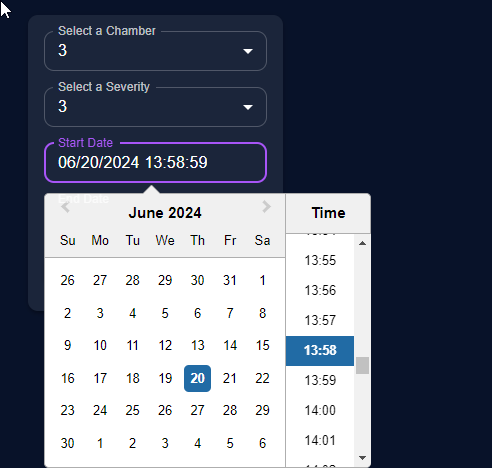 Select a Chamber
3
Select a Severity
3
Start Date
06/20/2024 13:58:59
End Date
June 2024
Su Mo Tu We Th Fr Sa
26 27 28 29 30 31 1
2 3 4 5 6 7 8
9 10 11 12 13 14 15
16 17 18 19 20 21 22
23 24 25 26 27 28 29
30 1 2 3 4 5 6
Time
13:55
13:56
13:57
13:58
13:59
14:00
14:01